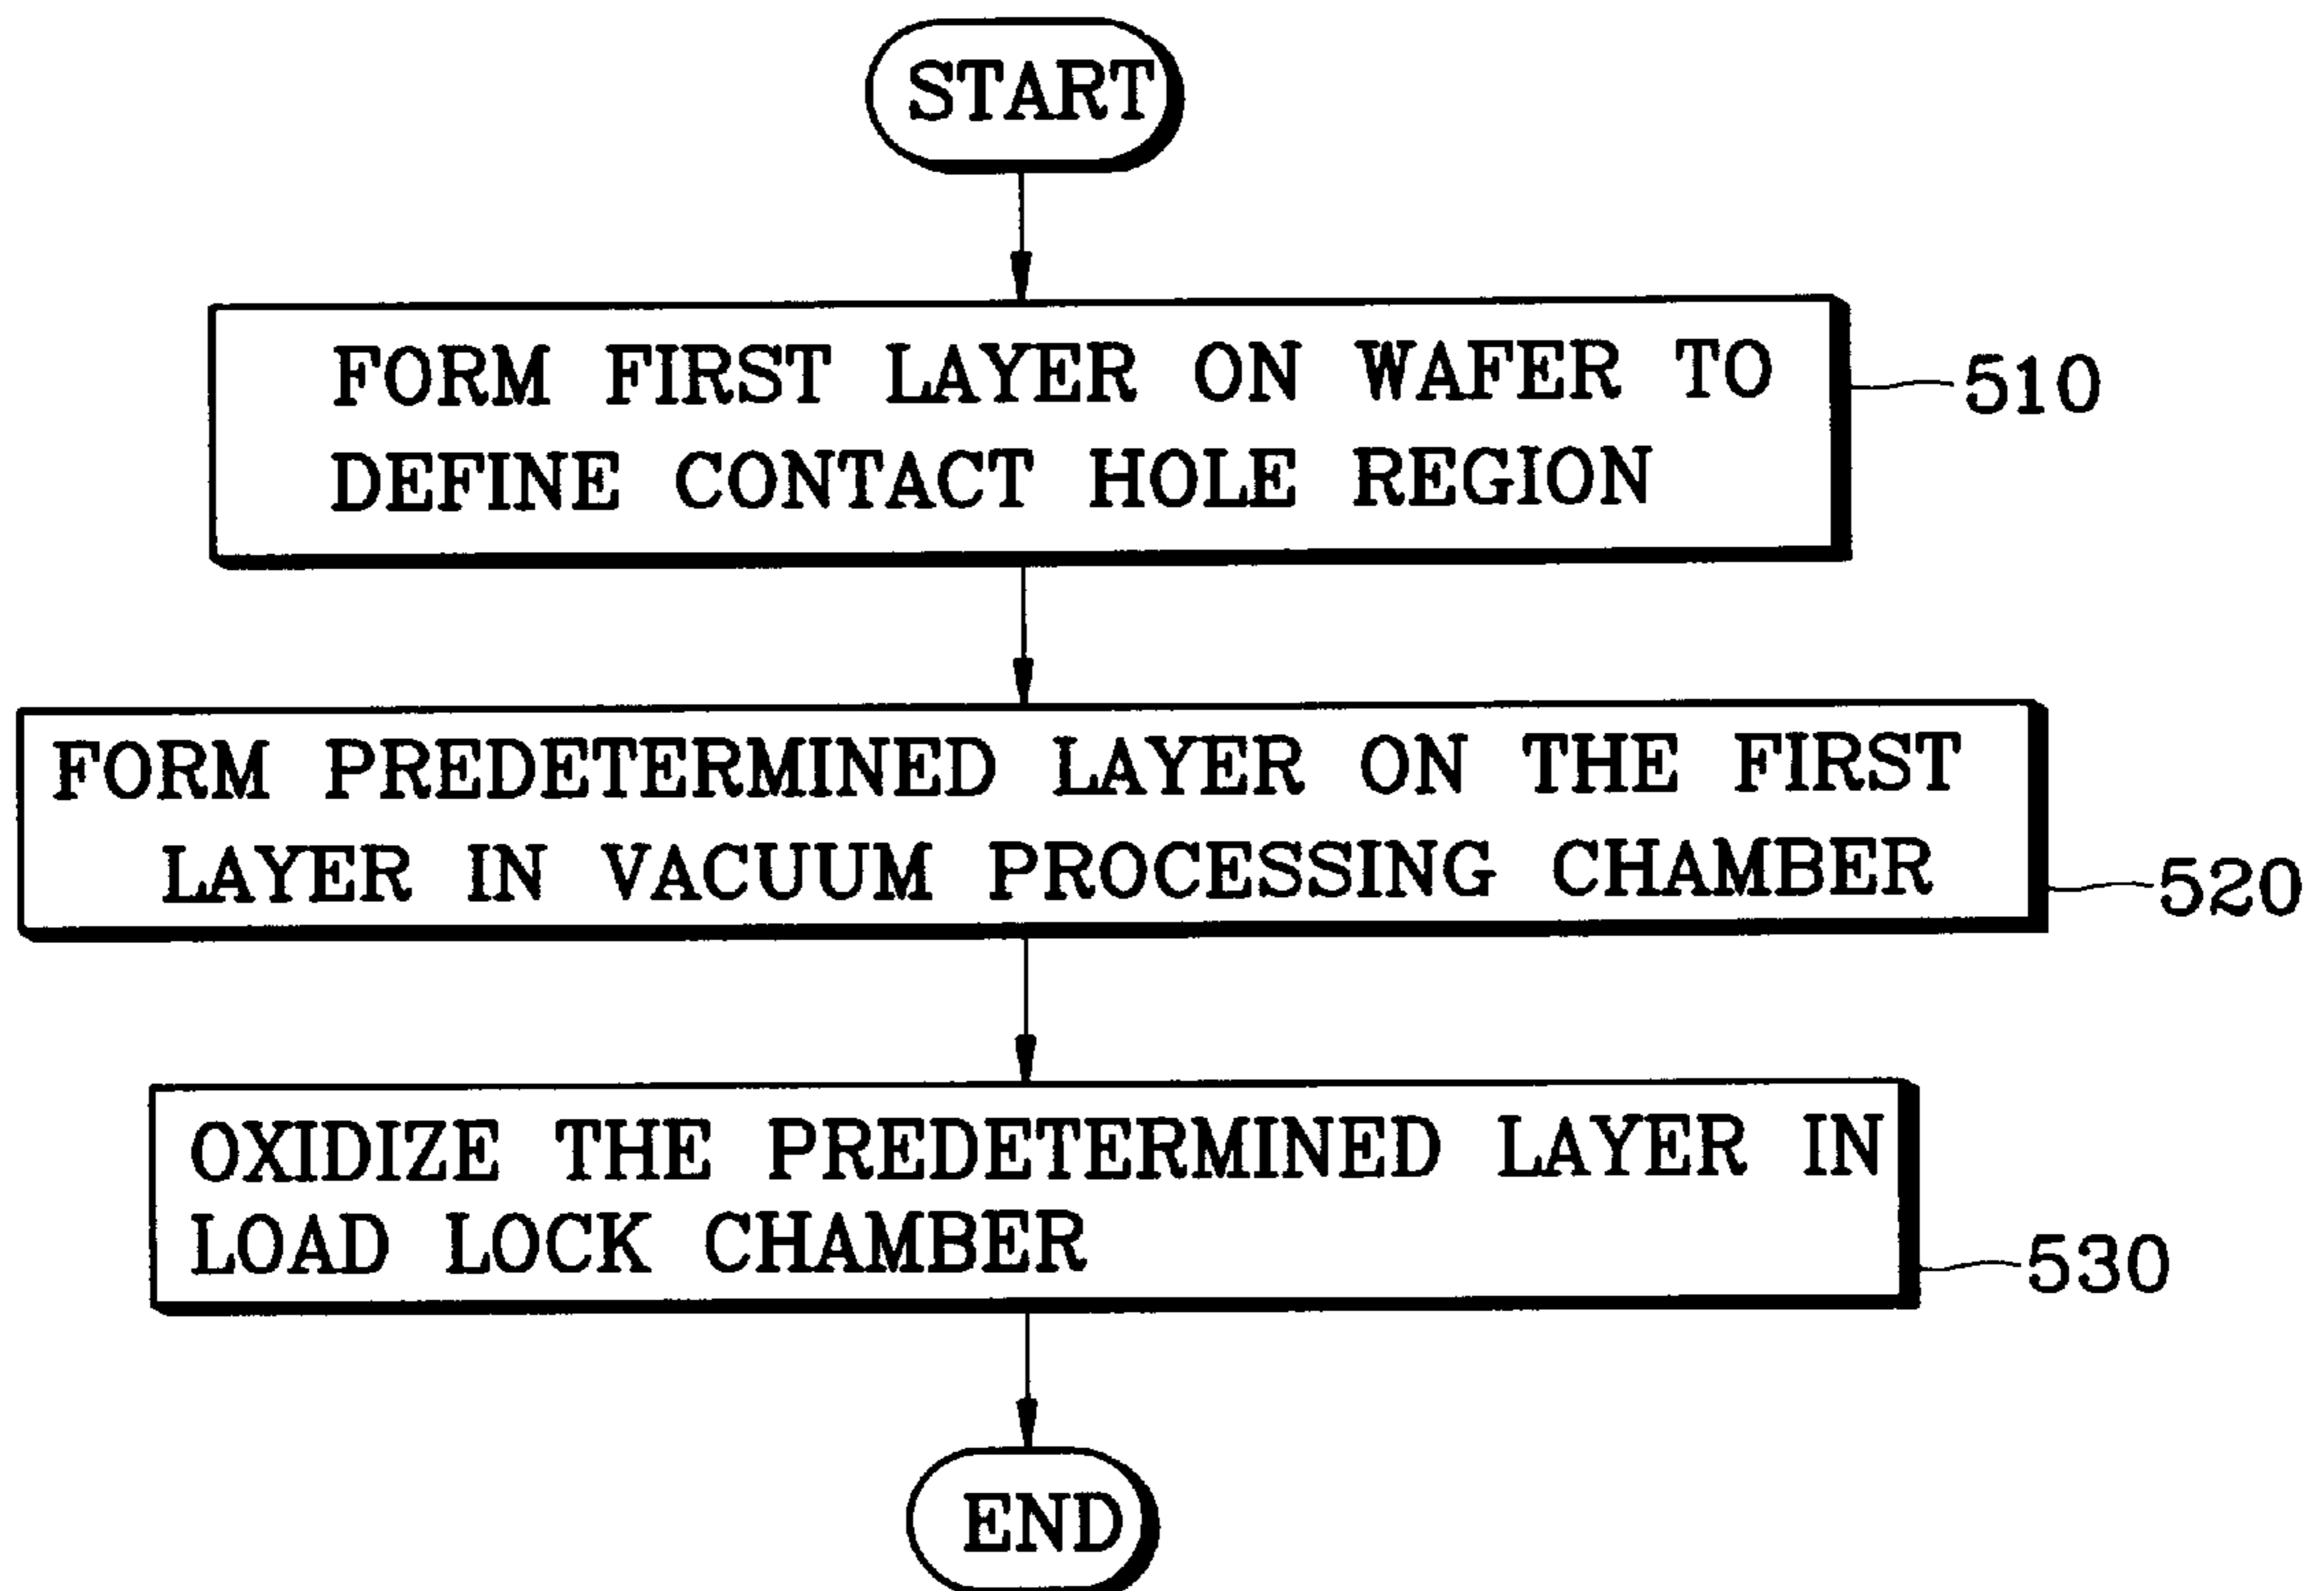 START
FORM FIRST LAYER ON WAFER TO
DEFINE CONTACT HOLE REGION
510
FORM PREDETERMINED LAYER ON THE FIRST
LAYER IN VACUUM PROCESSING CHAMBER
520
OXIDIZE THE PREDETERMINED LAYER IN
LOAD LOCK CHAMBER
530
END